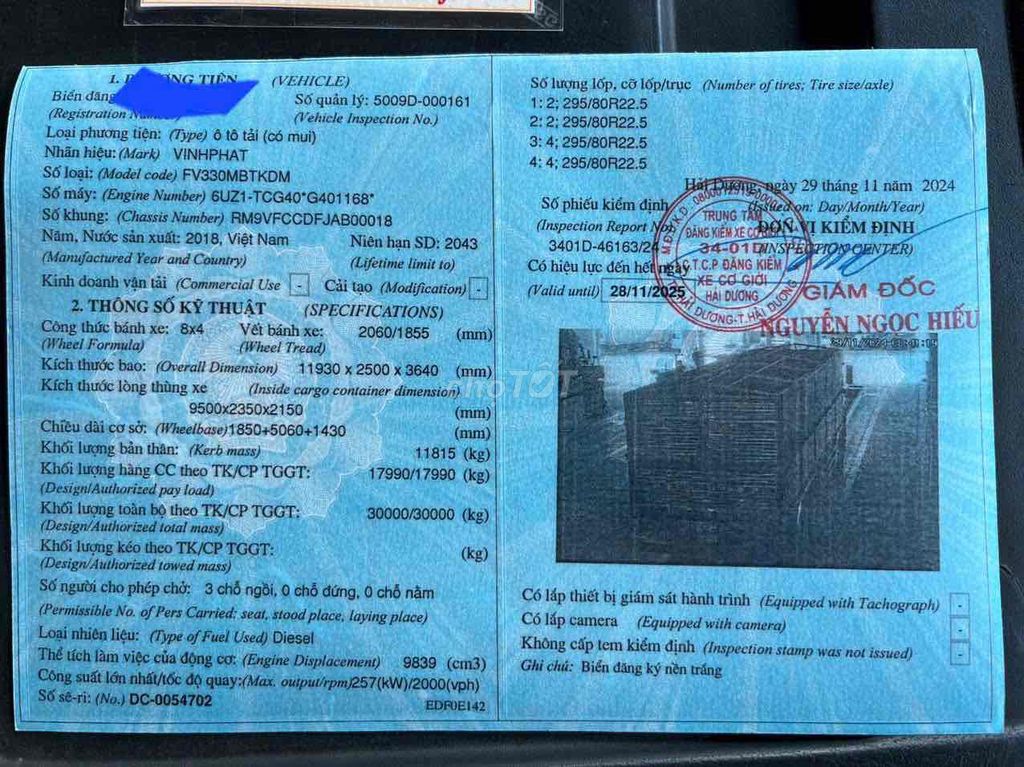 1. NG TIỆN (VEHICLE)
Biển đăng
(Registration Number)
Số quản lý: 5009D-000161
(Vehicle Inspection No.)
Loại phương tiện: (Type) ô tô tải (có mui)
Nhãn hiệu: (Mark) VINHPHAT
Số loại: (Model code) FV330MBTKDM
Số máy: (Engine Number) 6UZ1-TCG40*G401168*
Số khung: (Chassis Number) RM9VFCCDFJAB00018
Năm, Nước sản xuất: 2018, Việt Nam Niên hạn SD: 2043
(Manufactured Year and Country) (Lifetime limit to)
Kinh doanh vận tải (Commercial Use - Cải tạo (Modification) -
2. THÔNG SỐ KỸ THUẬT (SPECIFICATIONS)
Công thức bánh xe: 8x4 Vết bánh xe: 2060/1855 (mm)
(Wheel Formula) (Wheel Tread)
Kích thước bao: (Overall Dimension) 11930 x 2500 x 3640 (mm)
Kích thước lòng thùng xe (Inside cargo container dimension)
9500x2350x2150 (mm)
Chiều dài cơ sở: (Wheelbase) 1850+5060+1430 (mm)
Khối lượng bản thân: (Kerb mass) 11815 (kg)
Khối lượng hàng CC theo TK/CP TGGT: 17990/17990 (kg)
(Design/Authorized pay load)
Khối lượng toàn bộ theo TK/CP TGGT: 30000/30000 (kg)
(Design/Authorized total mass)
Khối lượng kéo theo TK/CP TGGT: (kg)
(Design/Authorized towed mass)
Số người cho phép chở: 3 chỗ ngồi, 0 chỗ đứng, 0 chỗ nằm
(Permissible No. of Pers Carried: seat, stood place, laying place)
Loại nhiên liệu: (Type of Fuel Used) Diesel
Thể tích làm việc của động cơ: (Engine Displacement) 9839 (cm3)
Công suất lớn nhất/tốc độ quay: (Max. output/rpm) 257(kW)/2000(vph)
Số sê-ri: (No.) DC-0054702 EDF0E142
Số lượng lốp, cỡ lốp/trục (Number of tires; Tire size/axle)
1: 2; 295/80R22.5
2: 2; 295/80R22.5
3: 4; 295/80R22.5
4: 4; 295/80R22.5
Hải Dương, ngày 29 tháng 11 năm 2024
(Issued on: Day/Month/Year)
Số phiếu kiểm định
(Inspection Report No)
3401D-46163/24
ĐƠN VỊ KIỂM ĐỊNH
(INSPECTION CENTER)
Có hiệu lực đến hết ngày
(Valid until) 28/11/2025
TRUNG TÂM
ĐĂNG KIỂM XE CƠ GIỚI
34-01D
C.T.C.P ĐĂNG KIỂM
XE CƠ GIỚI
HẢI DƯƠNG
GIÁM ĐỐC
NGUYỄN NGỌC HIẾU
choTỐT
Có lắp thiết bị giám sát hành trình (Equipped with Tachograph) -
Có lắp camera (Equipped with camera) -
Không cấp tem kiểm định (Inspection stamp was not issued) -
Ghi chú: Biển đăng ký nền trắng